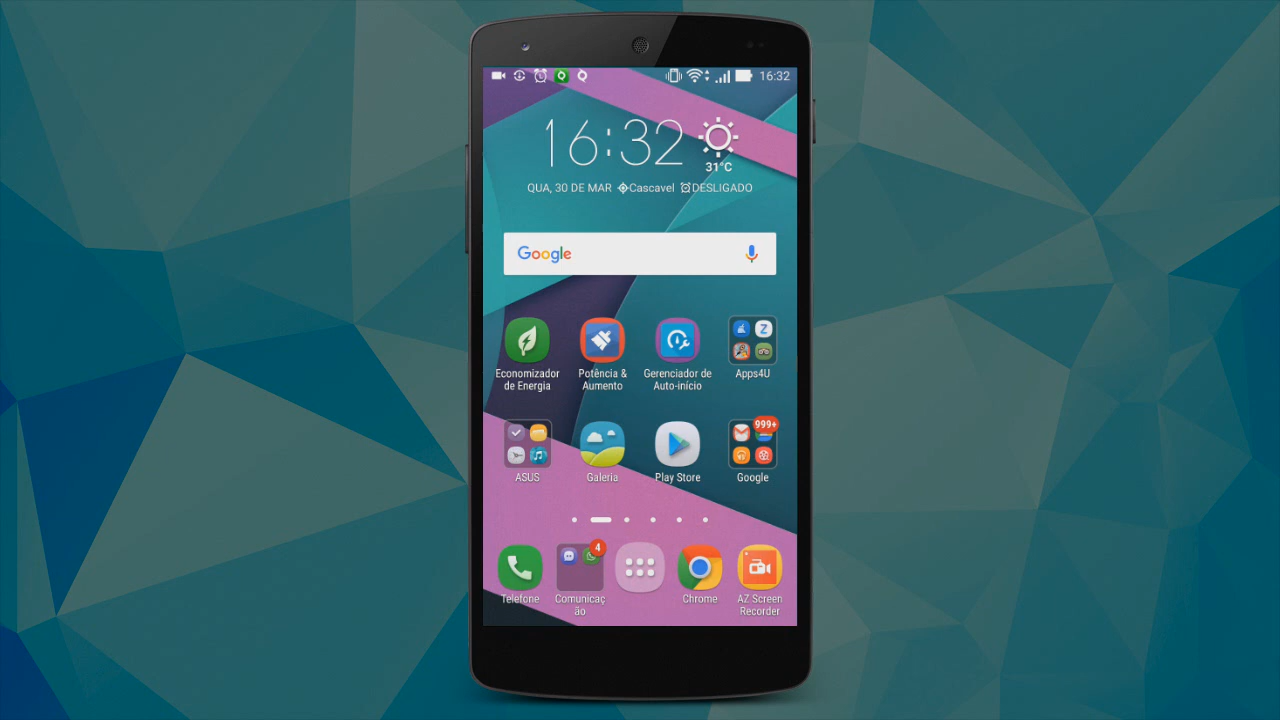 16:32
16:32
31°C
QUA, 30 DE MAR Cascavel DESLIGADO
Google
Economizador
de Energia
Potência &
Aumento
Gerenciador de
Auto-início
Apps4U
Z
999+
ASUS
Galeria
Play Store
Google
4
Telefone
Comunicaç
ão
Chrome
AZ Screen
Recorder